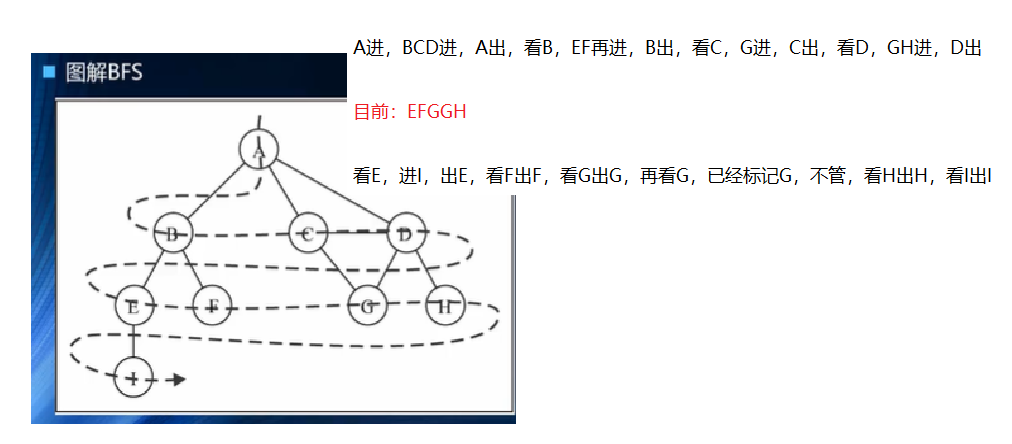 A进，BCD进，A出，看B，EF再进，B出，看C，G进，C出，看D，GH进，D出
图解BFS
目前：EFGGH
看E，进I，出E，看F出F，看G出G，再看G，已经标记G，不管，看H出H，看I出I
A
B
C
D
E
F
G
H
I